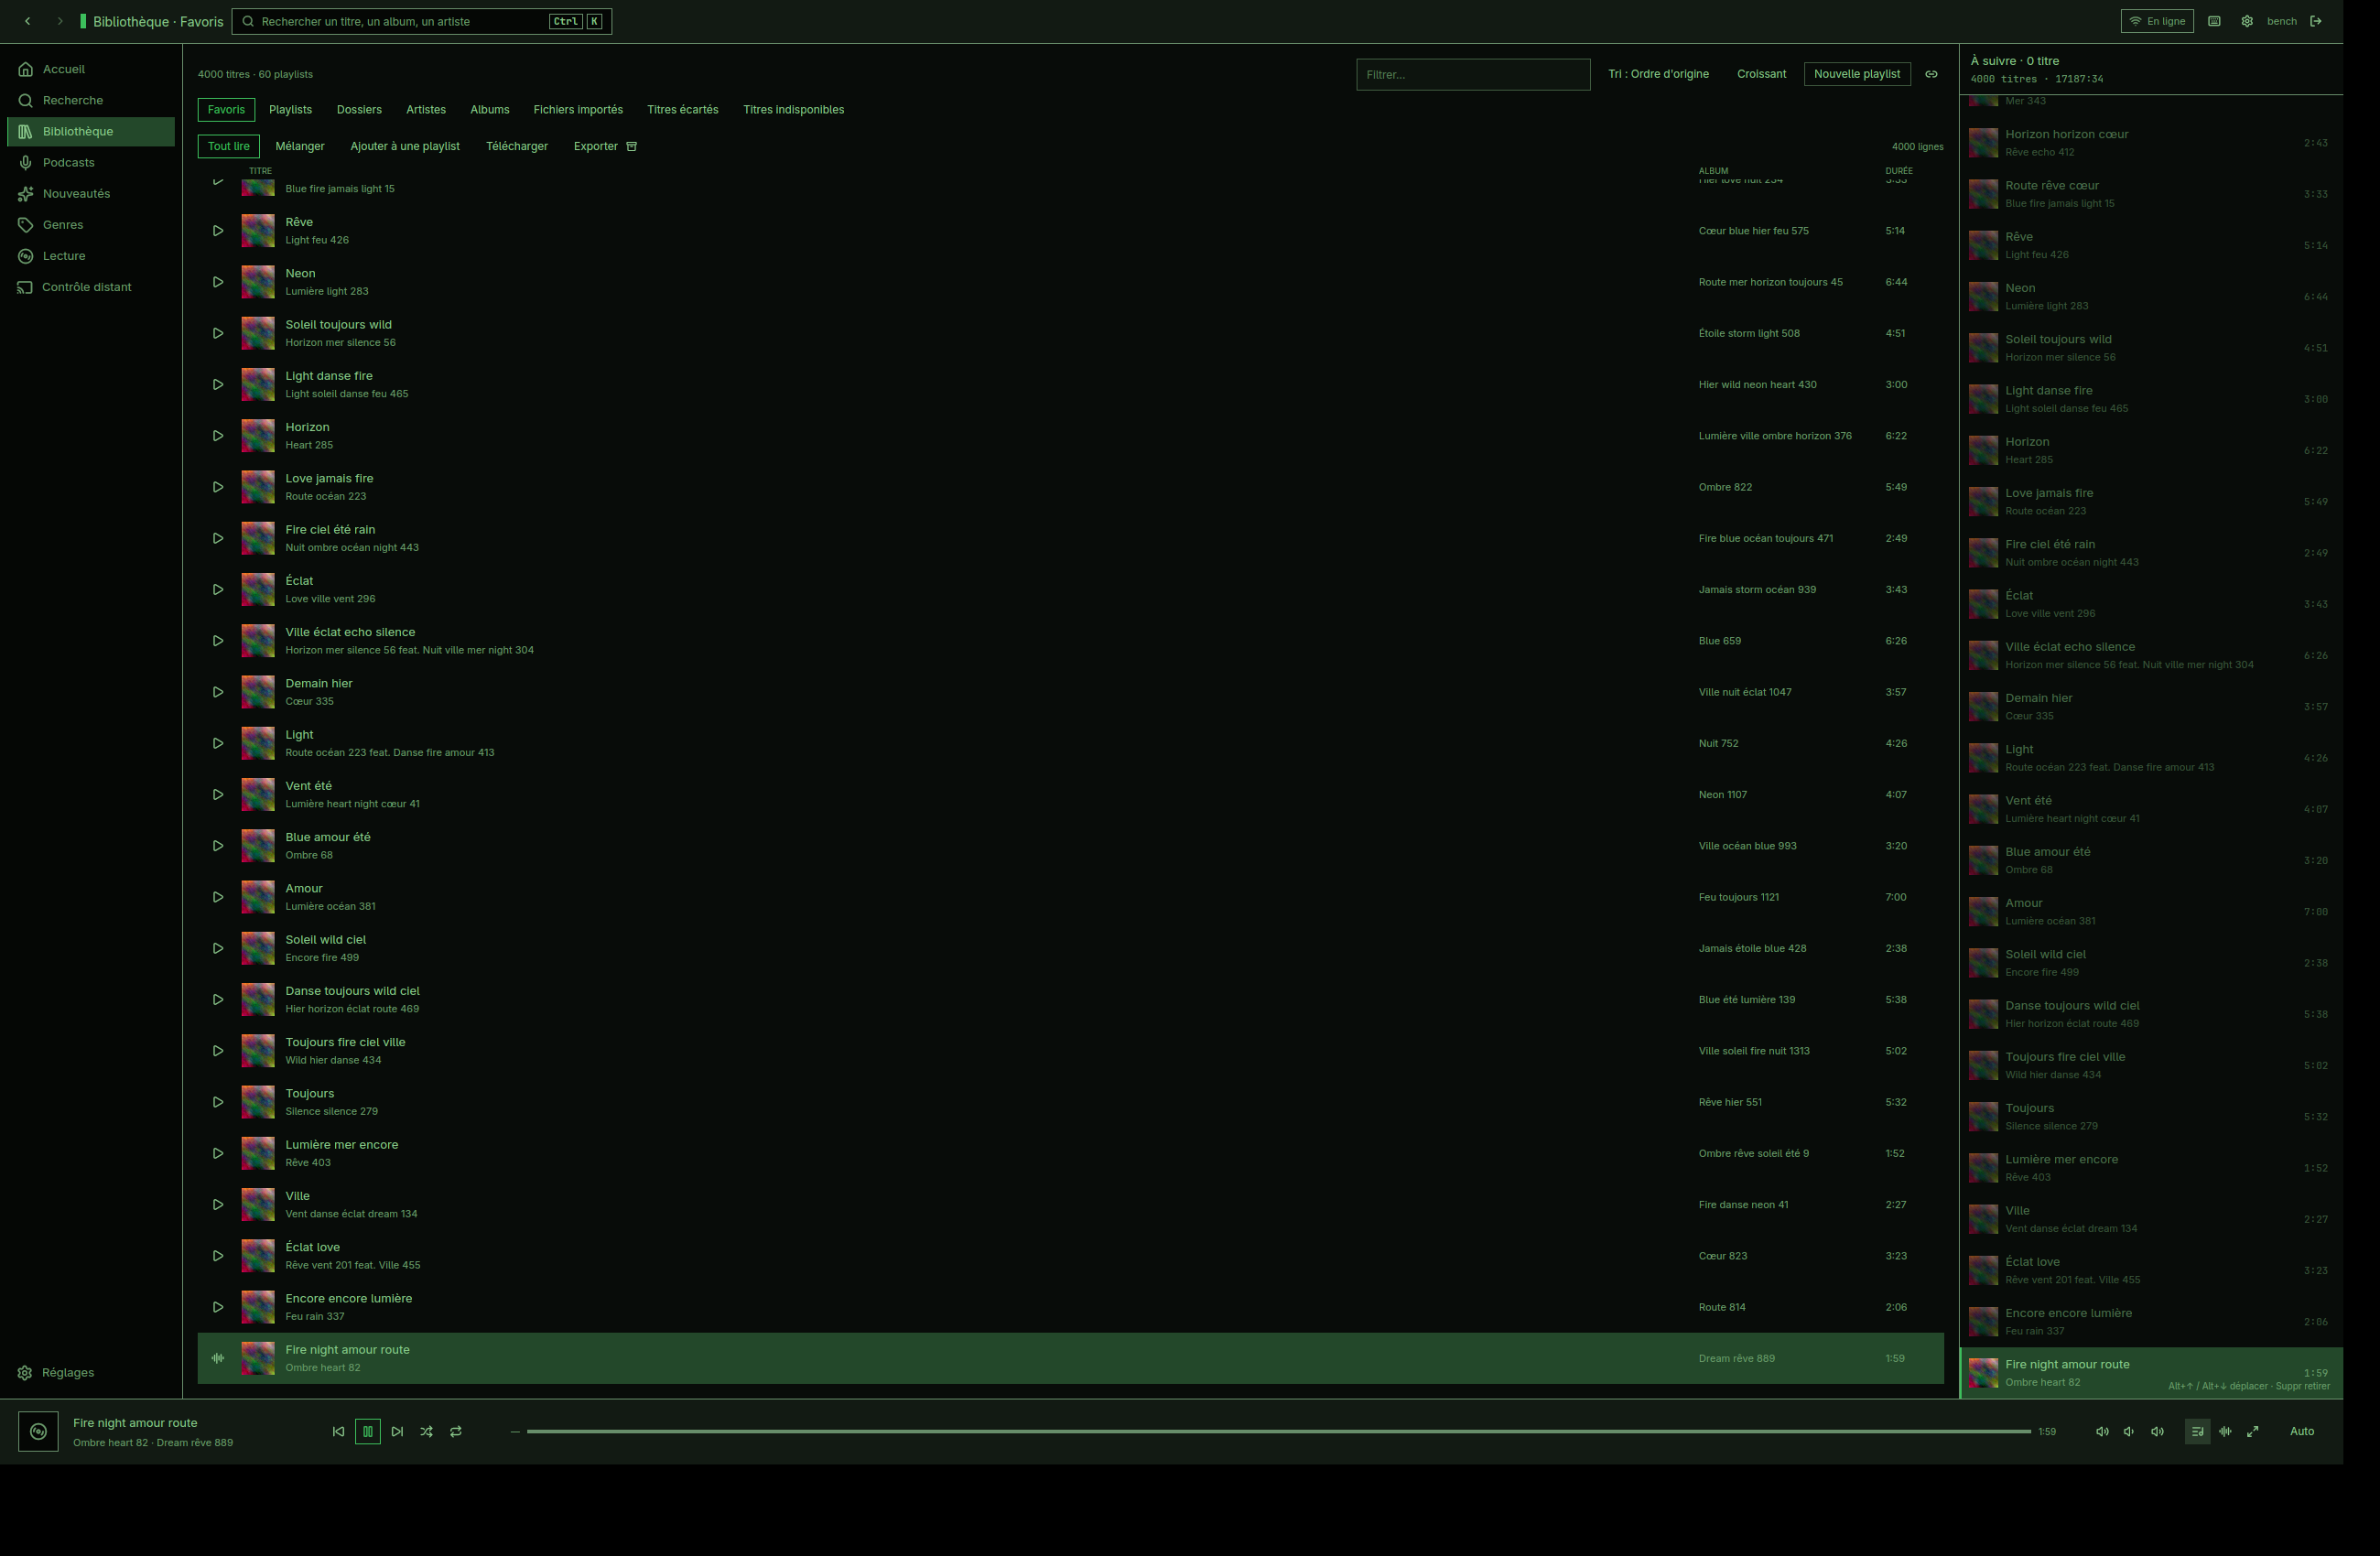 Bibliothèque · Favoris
Rechercher un titre, un album, un artiste
Ctrl K
En ligne
bench
Accueil
Recherche
Bibliothèque
Podcasts
Nouveautés
Genres
Lecture
Contrôle distant
Réglages
4000 titres · 60 playlists
Filtrer...
Tri : Ordre d'origine
Croissant
Nouvelle playlist
Favoris Playlists Dossiers Artistes Albums Fichiers importés Titres écartés Titres indisponibles
Tout lire Mélanger Ajouter à une playlist Télécharger Exporter
4000 lignes
TITRE ALBUM DURÉE
Hier love nuit 234 3:33
Blue fire jamais light 15
Rêve
Light feu 426
Cœur blue hier feu 575 5:14
Neon
Lumière light 283
Route mer horizon toujours 45 6:44
Soleil toujours wild
Horizon mer silence 56
Étoile storm light 508 4:51
Light danse fire
Light soleil danse feu 465
Hier wild neon heart 430 3:00
Horizon
Heart 285
Lumière ville ombre horizon 376 6:22
Love jamais fire
Route océan 223
Ombre 822 5:49
Fire ciel été rain
Nuit ombre océan night 443
Fire blue océan toujours 471 2:49
Éclat
Love ville vent 296
Jamais storm océan 939 3:43
Ville éclat echo silence
Horizon mer silence 56 feat. Nuit ville mer night 304
Blue 659 6:26
Demain hier
Cœur 335
Ville nuit éclat 1047 3:57
Light
Route océan 223 feat. Danse fire amour 413
Nuit 752 4:26
Vent été
Lumière heart night cœur 41
Neon 1107 4:07
Blue amour été
Ombre 68
Ville océan blue 993 3:20
Amour
Lumière océan 381
Feu toujours 1121 7:00
Soleil wild ciel
Encore fire 499
Jamais étoile blue 428 2:38
Danse toujours wild ciel
Hier horizon éclat route 469
Blue été lumière 139 5:38
Toujours fire ciel ville
Wild hier danse 434
Ville soleil fire nuit 1313 5:02
Toujours
Silence silence 279
Rêve hier 551 5:32
Lumière mer encore
Rêve 403
Ombre rêve soleil été 9 1:52
Ville
Vent danse éclat dream 134
Fire danse neon 41 2:27
Éclat love
Rêve vent 201 feat. Ville 455
Cœur 823 3:23
Encore encore lumière
Feu rain 337
Route 814 2:06
Fire night amour route
Ombre heart 82
Dream rêve 889 1:59
À suivre · 0 titre
4000 titres · 17187:34
Mer 343
Horizon horizon cœur
Rêve echo 412
2:43
Route rêve cœur
Blue fire jamais light 15
3:33
Rêve
Light feu 426
5:14
Neon
Lumière light 283
6:44
Soleil toujours wild
Horizon mer silence 56
4:51
Light danse fire
Light soleil danse feu 465
3:00
Horizon
Heart 285
6:22
Love jamais fire
Route océan 223
5:49
Fire ciel été rain
Nuit ombre océan night 443
2:49
Éclat
Love ville vent 296
3:43
Ville éclat echo silence
Horizon mer silence 56 feat. Nuit ville mer night 304
6:26
Demain hier
Cœur 335
3:57
Light
Route océan 223 feat. Danse fire amour 413
4:26
Vent été
Lumière heart night cœur 41
4:07
Blue amour été
Ombre 68
3:20
Amour
Lumière océan 381
7:00
Soleil wild ciel
Encore fire 499
2:38
Danse toujours wild ciel
Hier horizon éclat route 469
5:38
Toujours fire ciel ville
Wild hier danse 434
5:02
Toujours
Silence silence 279
5:32
Lumière mer encore
Rêve 403
1:52
Ville
Vent danse éclat dream 134
2:27
Éclat love
Rêve vent 201 feat. Ville 455
3:23
Encore encore lumière
Feu rain 337
2:06
Fire night amour route
Ombre heart 82
1:59
Alt+↑ / Alt+↓ déplacer · Suppr retirer
Fire night amour route
Ombre heart 82 · Dream rêve 889
—
1:59
Auto